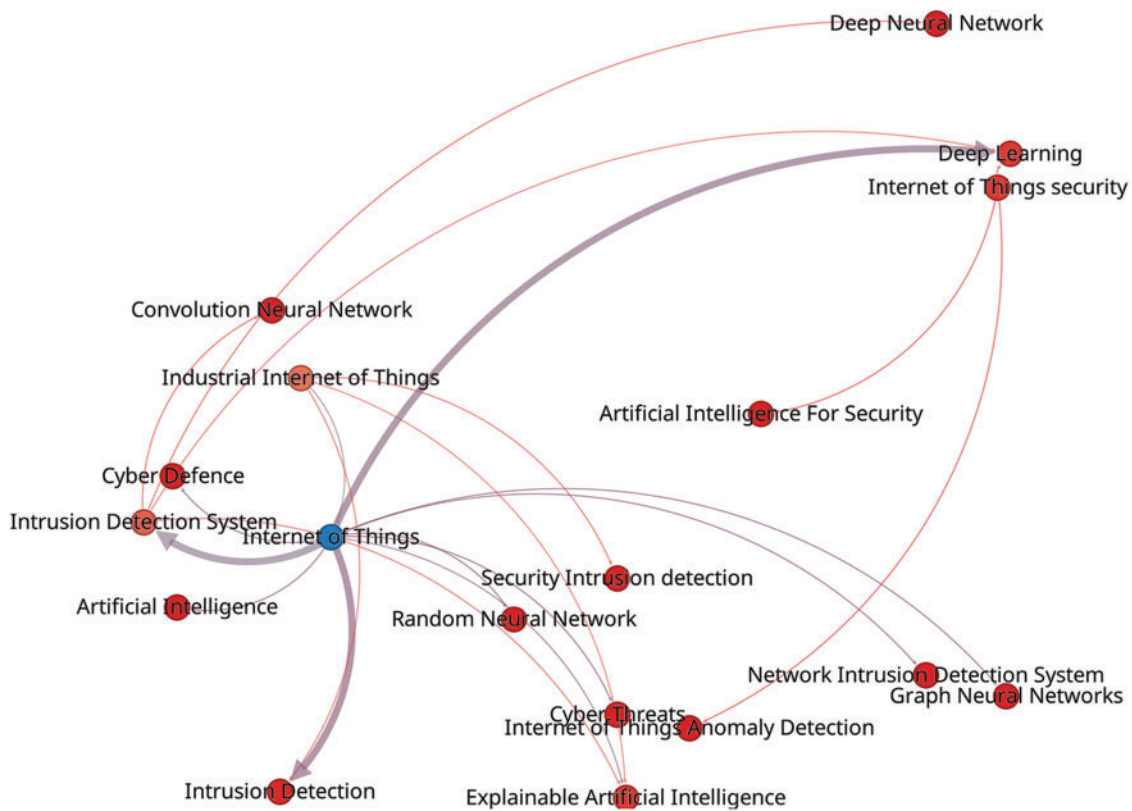 Deep Neural Network
Deep Learning
Internet of Things security
Convolution Neural Network
Industrial Internet of Things
Artificial Intelligence For Security
Cyber Defence
Intrusion Detection System
Internet of Things
Security Intrusion detection
Artificial Intelligence
Random Neural Network
Network Intrusion Detection System
Graph Neural Networks
Cyber Threats
Internet of Things Anomaly Detection
Intrusion Detection
Explainable Artificial Intelligence